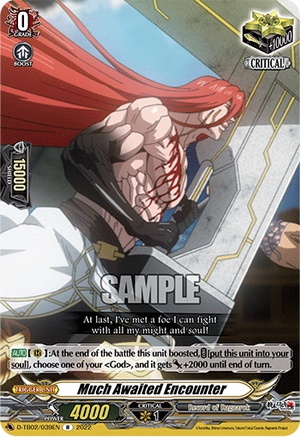 0
GRADE
BOOST
+10000
CRITICAL
15000
SHIELD
SAMPLE
At last, I've met a foe I can fight
with all my might and soul!
AUTO [ ]:At the end of the battle this unit boosted, [put this unit into your
soul], choose one of your <God>, and it gets +2000 until end of turn.
TRIGGER UNIT
Much Awaited Encounter
POWER
4000
CRITICAL
1
Record of Ragnarok
D-TB02/039EN R 2022